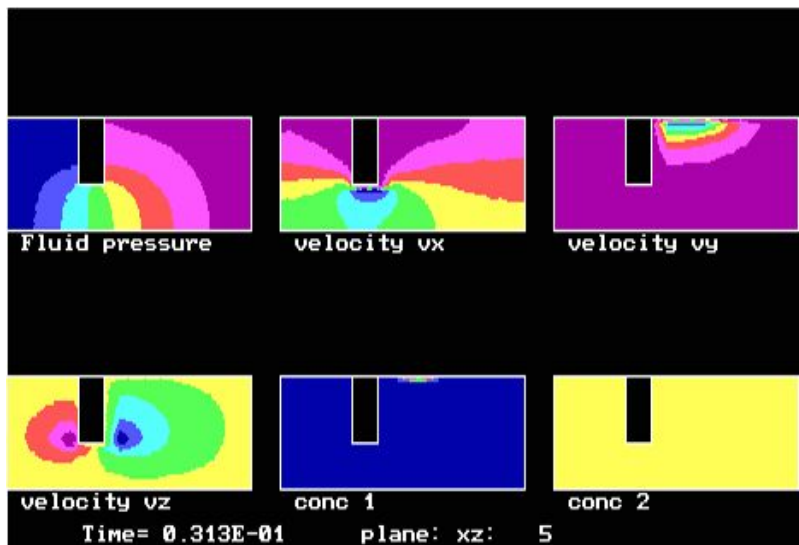 Fluid pressure
velocity vx
velocity vy
velocity vz
conc 1
conc 2
Time= 0.313E-01
plane: xz: 5